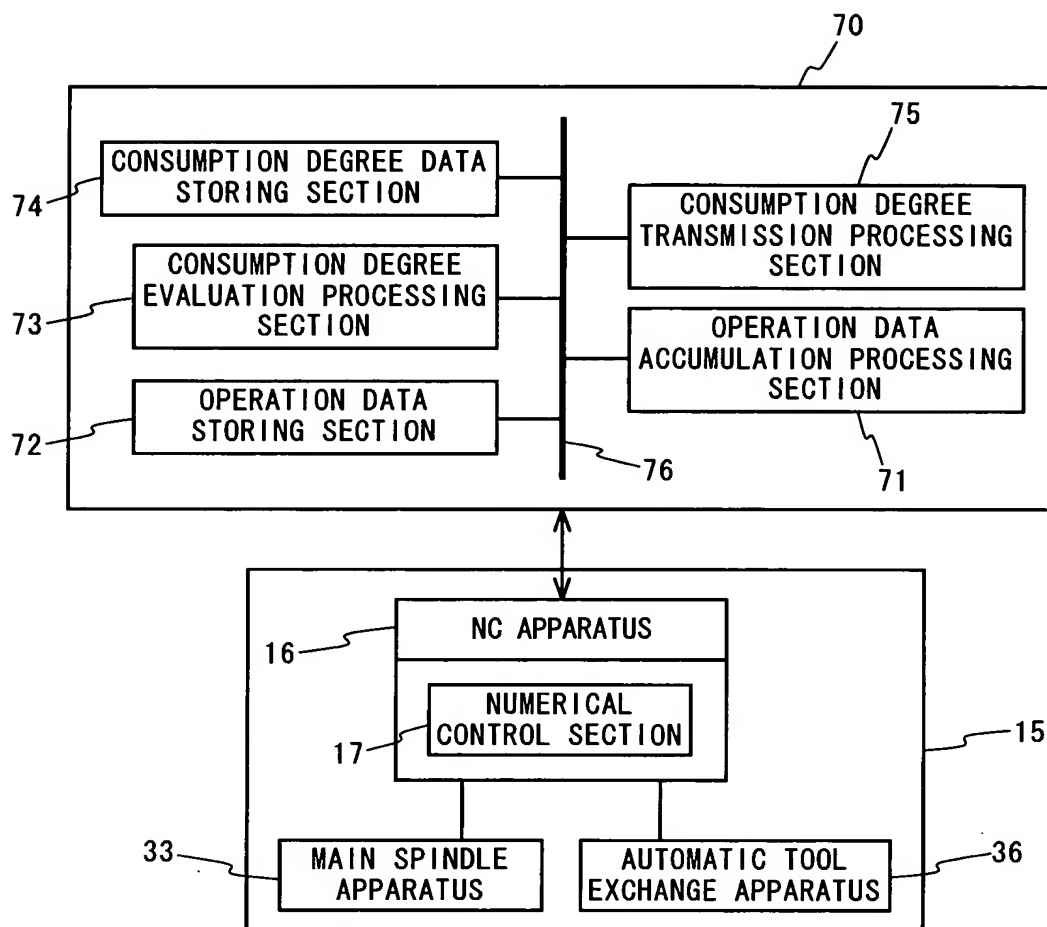 70
75
CONSUMPTION DEGREE DATA
STORING SECTION
74
CONSUMPTION DEGREE
TRANSMISSION PROCESSING
SECTION
CONSUMPTION DEGREE
EVALUATION PROCESSING
SECTION
73
OPERATION DATA
ACCUMULATION PROCESSING
SECTION
OPERATION DATA
STORING SECTION
72
76
71
NC APPARATUS
16
NUMERICAL
CONTROL SECTION
17
15
33
MAIN SPINDLE
APPARATUS
AUTOMATIC TOOL
EXCHANGE APPARATUS
36